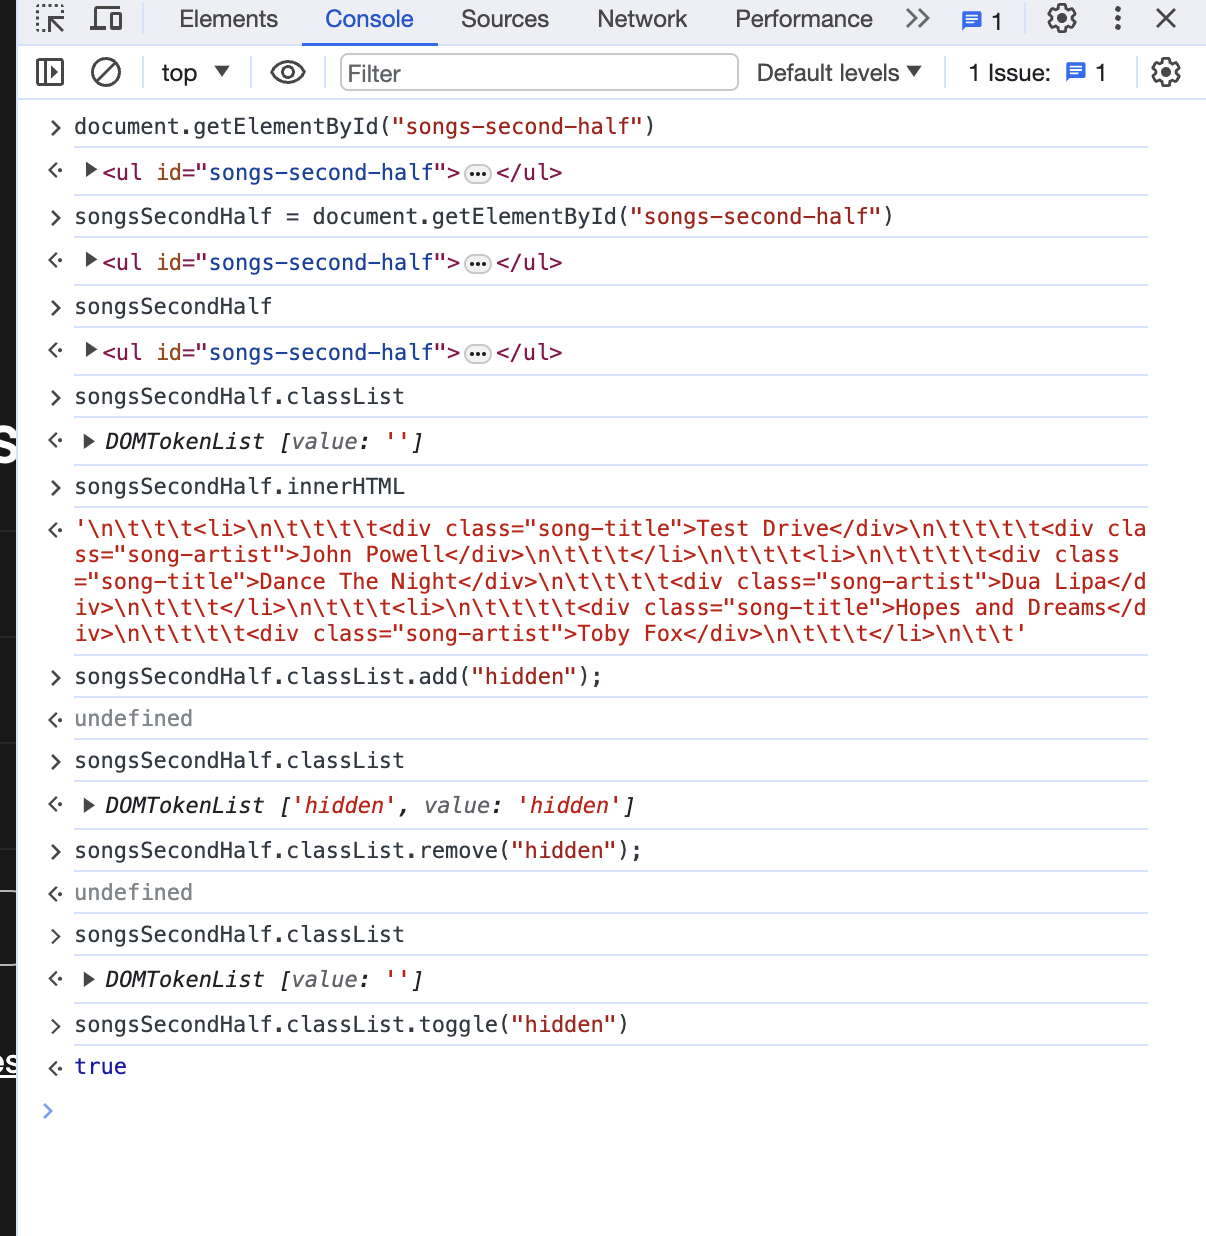 Elements Console Sources Network Performance 1
top Filter Default levels 1 Issue: 1
document.getElementById("songs-second-half")
<ul id="songs-second-half"> ••• </ul>
songsSecondHalf = document.getElementById("songs-second-half")
<ul id="songs-second-half"> ••• </ul>
songsSecondHalf
<ul id="songs-second-half"> ••• </ul>
songsSecondHalf.classList
DOMTokenList [value: '']
songsSecondHalf.innerHTML
'\n\t\t\t<li>\n\t\t\t\t<div class="song-title">Test Drive</div>\n\t\t\t\t<div cla
ss="song-artist">John Powell</div>\n\t\t\t</li>\n\t\t\t<li>\n\t\t\t\t<div class
="song-title">Dance The Night</div>\n\t\t\t\t<div class="song-artist">Dua Lipa</d
iv>\n\t\t\t</li>\n\t\t\t<li>\n\t\t\t\t<div class="song-title">Hopes and Dreams</d
iv>\n\t\t\t\t<div class="song-artist">Toby Fox</div>\n\t\t\t</li>\n\t\t'
songsSecondHalf.classList.add("hidden");
undefined
songsSecondHalf.classList
DOMTokenList ['hidden', value: 'hidden']
songsSecondHalf.classList.remove("hidden");
undefined
songsSecondHalf.classList
DOMTokenList [value: '']
songsSecondHalf.classList.toggle("hidden")
true